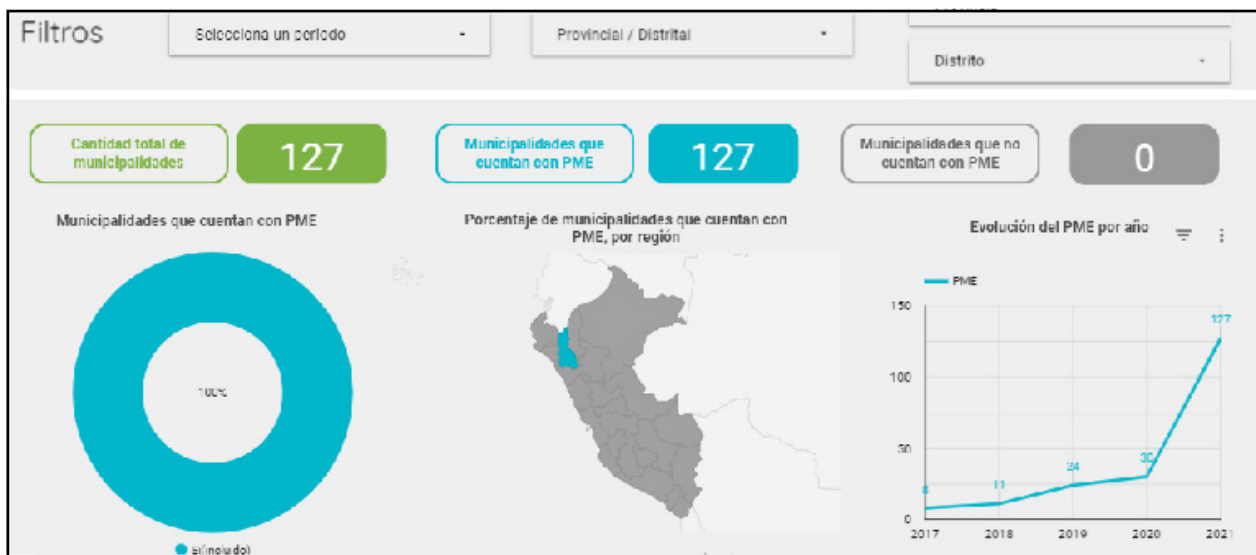 Filtros
Selecciona un periodo
Provincial / Distrital
Distrito
Cantidad total de
municipalidades
127
Municipalidades que
cuentan con PME
127
Municipalidades que no
cuentan con PME
0
Municipalidades que cuentan con PME
100%
Porcentaje de municipalidades que cuentan con
PME, por región
Evolución del PME por año
PME
150
100
50
0
8
11
24
30
127
2017
2018
2019
2020
2021